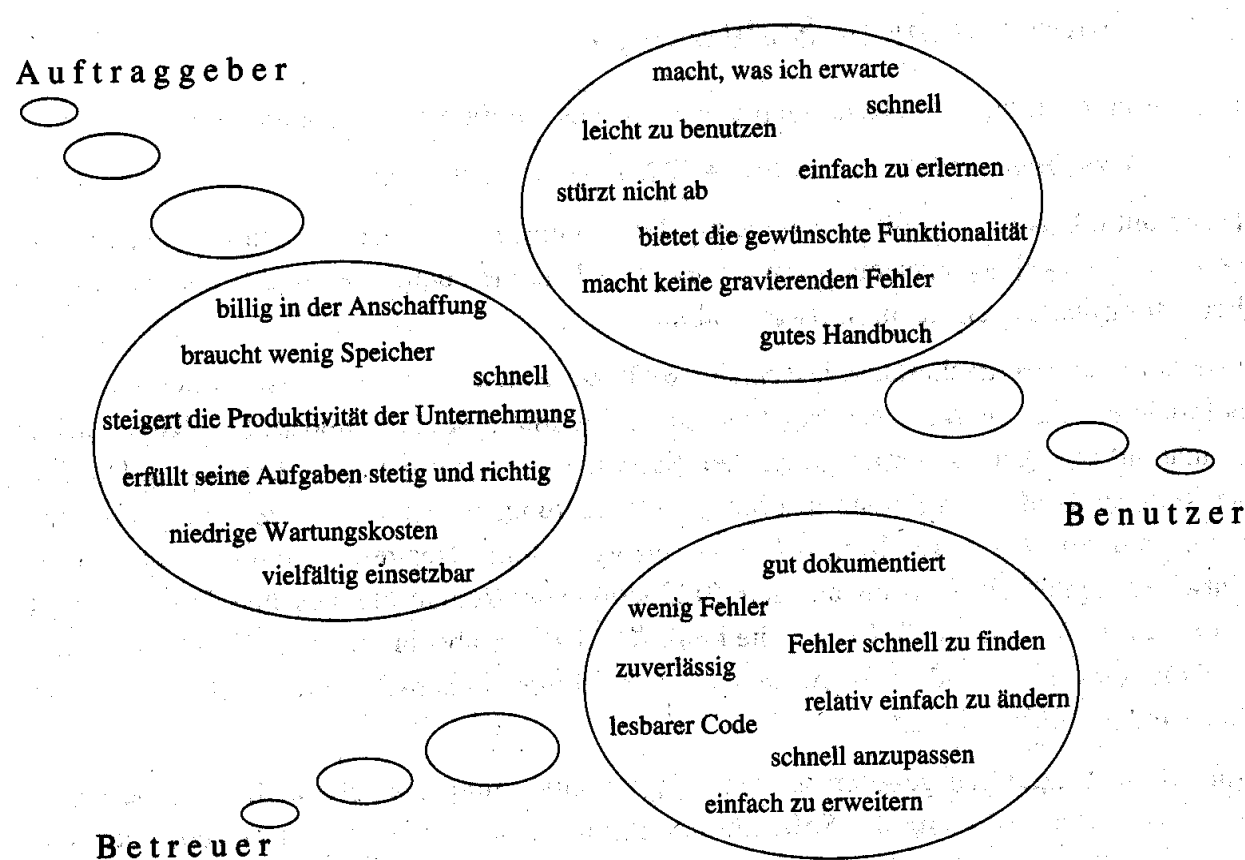 Auftraggeber
macht, was ich erwarte
schnell
leicht zu benutzen
einfach zu erlernen
stürzt nicht ab
bietet die gewünschte Funktionalität
macht keine gravierenden Fehler
gutes Handbuch
Benutzer
billig in der Anschaffung
braucht wenig Speicher
schnell
steigert die Produktivität der Unternehmung
erfüllt seine Aufgaben stetig und richtig
niedrige Wartungskosten
vielfältig einsetzbar
gut dokumentiert
wenig Fehler
Fehler schnell zu finden
zuverlässig
relativ einfach zu ändern
lesbarer Code
schnell anzupassen
einfach zu erweitern
Betreuer